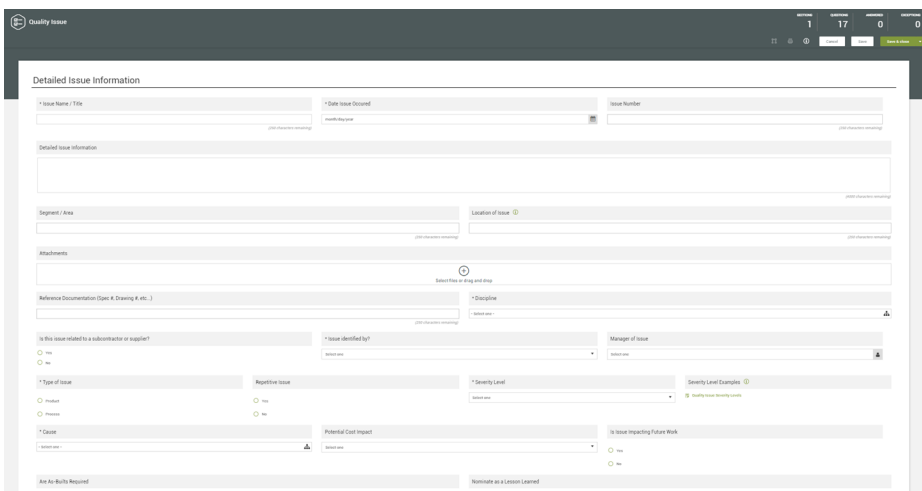 Quality Issue
SECTIONS QUESTIONS ANSWERED EXCEPTIONS
1 17 0 0
Cancel Save Save & close
Detailed Issue Information
* Issue Name / Title * Date Issue Occured Issue Number
month/day/year
Detailed Issue Information
Segment / Area Location of Issue
Attachments
Select files or drag and drop
Reference Documentation (Spec #, Drawing #, etc...) * Discipline
- Select one -
Is this issue related to a subcontractor or supplier? * Issue identified by? Manager of Issue
Yes Select one Select one
No
* Type of Issue Repetitive Issue * Severity Level Severity Level Examples
Select one Quality Issue Severity Levels
Product Yes
Process No
* Cause Potential Cost Impact Is Issue Impacting Future Work
- Select one - Select one
Yes
No
Are As-Builts Required Nominate as a Lesson Learned